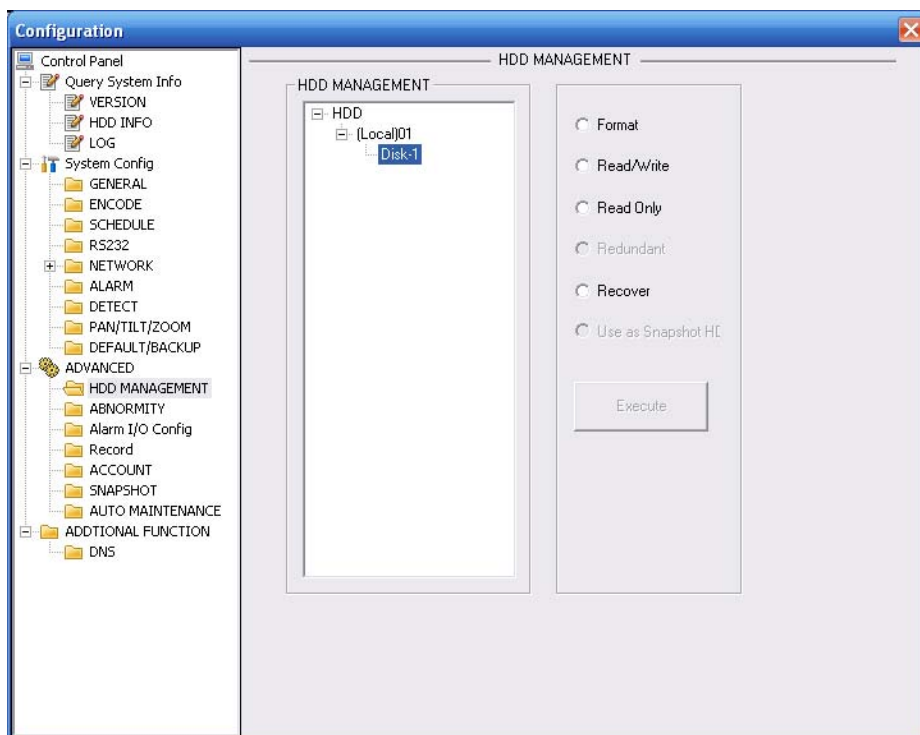 Configuration
Control Panel
Query System Info
VERSION
HDD INFO
LOG
System Config
GENERAL
ENCODE
SCHEDULE
RS232
NETWORK
ALARM
DETECT
PAN/TILT/ZOOM
DEFAULT/BACKUP
ADVANCED
HDD MANAGEMENT
ABNORMITY
Alarm I/O Config
Record
ACCOUNT
SNAPSHOT
AUTO MAINTENANCE
ADDTIONAL FUNCTION
DNS
HDD MANAGEMENT
HDD MANAGEMENT
HDD
(Local)01
Disk-1
Format
Read/Write
Read Only
Redundant
Recover
Use as Snapshot HD
Execute